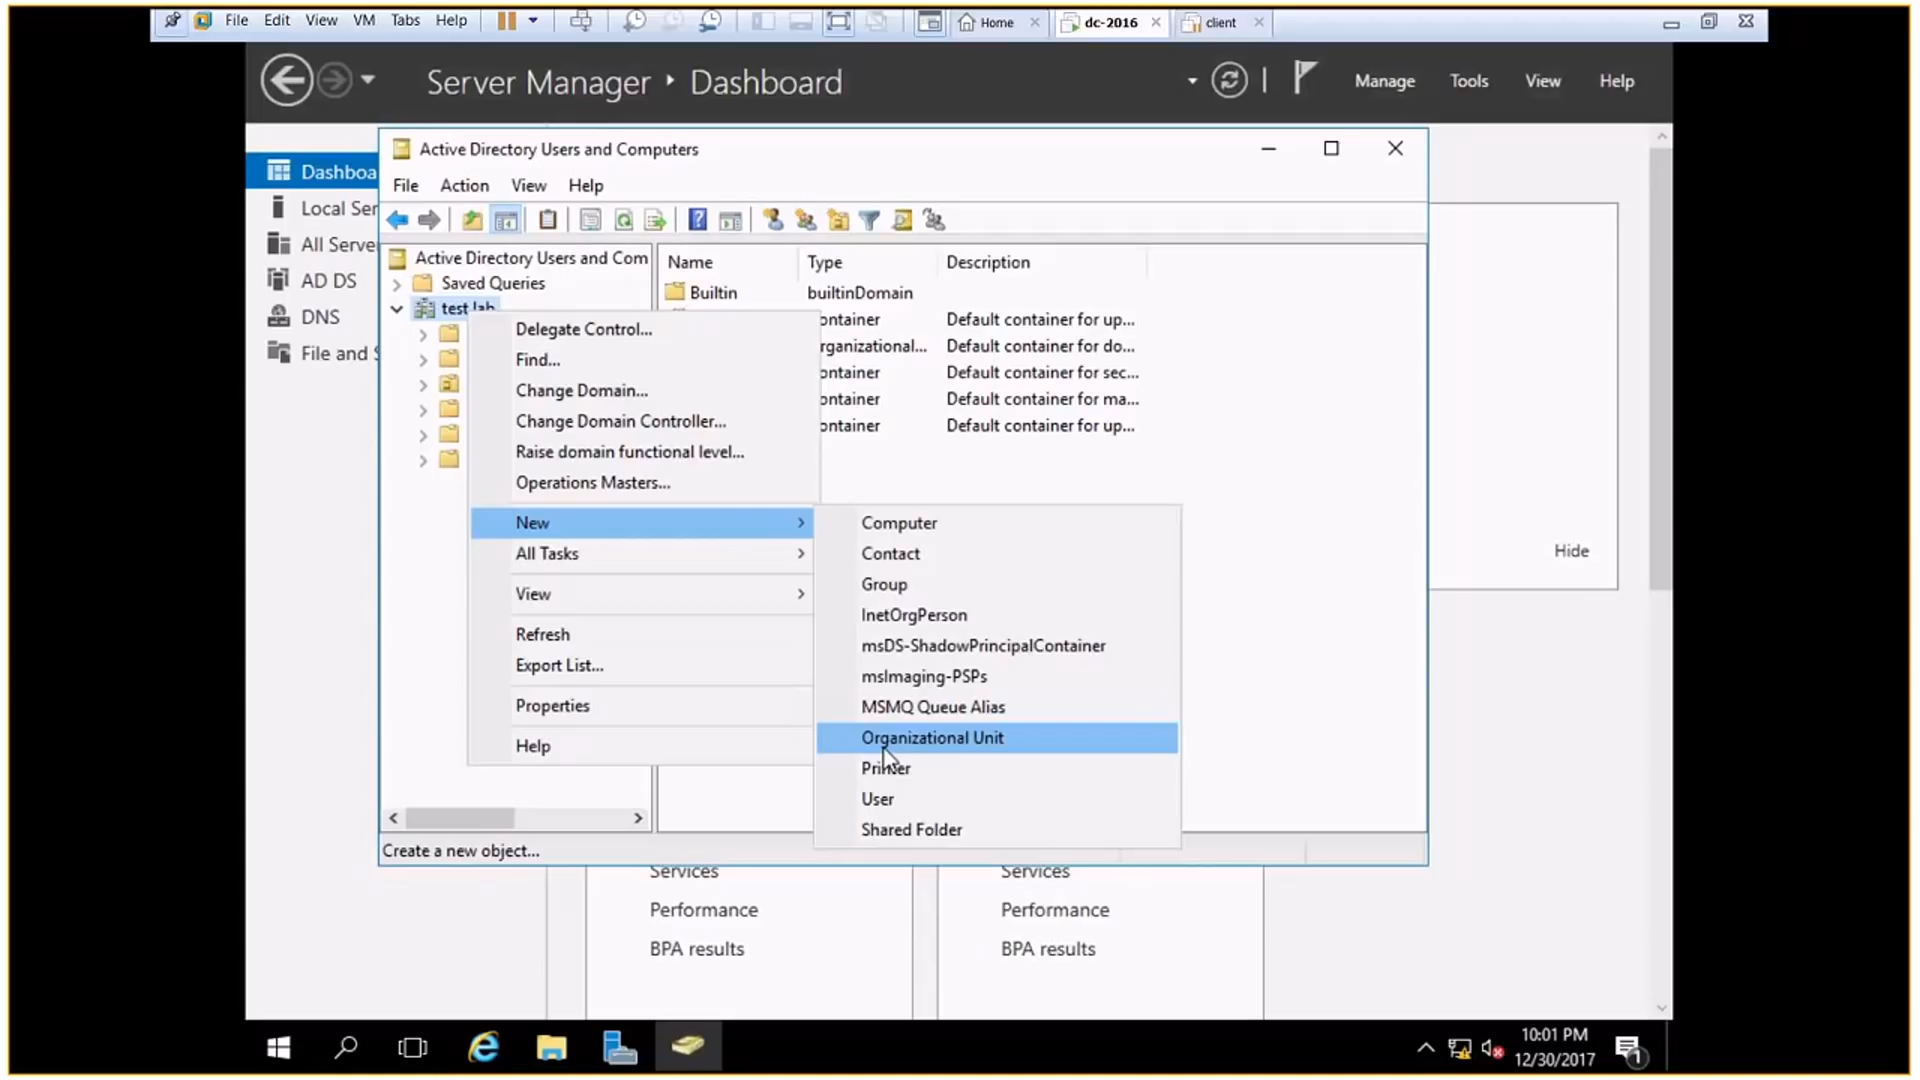 File Edit View VM Tabs Help
Home
dc-2016
client
Server Manager Dashboard
Manage Tools View Help
Active Directory Users and Computers
File Action View Help
Dashboa
Local Ser
All Serve
AD DS
DNS
File and S
Active Directory Users and Com
Saved Queries
test.lab
Name Type Description
Builtin builtinDomain
ontainer Default container for up...
rganizational... Default container for do...
ontainer Default container for sec...
ontainer Default container for ma...
ontainer Default container for up...
Delegate Control...
Find...
Change Domain...
Change Domain Controller...
Raise domain functional level...
Operations Masters...
New
All Tasks
View
Refresh
Export List...
Properties
Help
Computer
Contact
Group
InetOrgPerson
msDS-ShadowPrincipalContainer
msImaging-PSPs
MSMQ Queue Alias
Organizational Unit
Printer
User
Shared Folder
Hide
Create a new object...
Services
Performance
BPA results
Services
Performance
BPA results
10:01 PM
12/30/2017
1